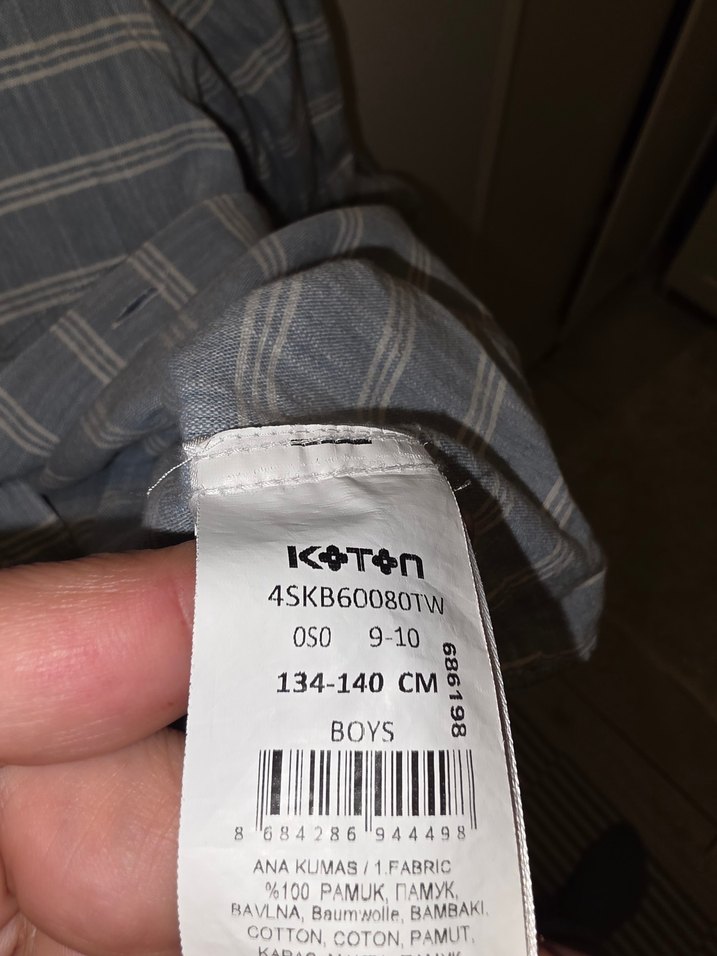 KOTON
4SKB60080TW
0S0 9-10
134-140 CM
686198
BOYS
8 684286 944498
ANA KUMAS / 1.FABRIC
%100 PAMUK, ПАМУК,
BAVLNA, Baumwolle, BAMBAKI,
COTTON, COTON, PAMUT,